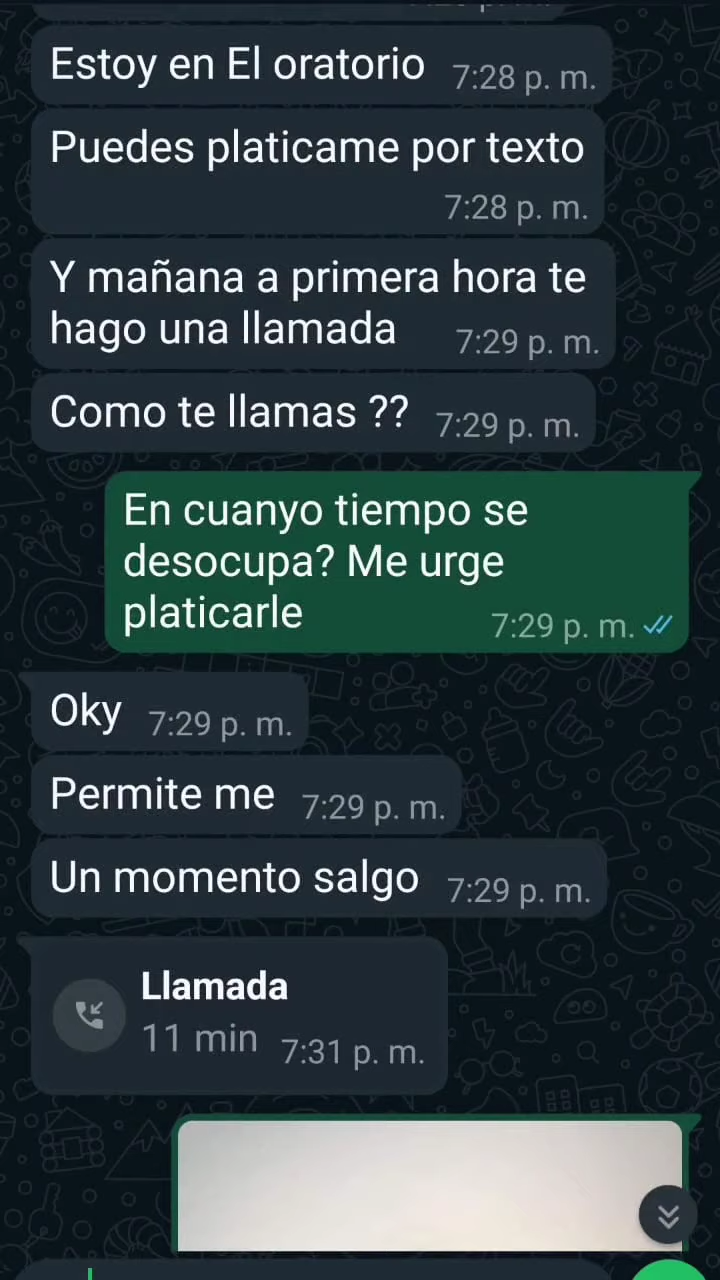 Estoy en El oratorio 7:28 p. m.
Puedes platicame por texto
7:28 p. m.
Y mañana a primera hora te
hago una llamada 7:29 p. m.
Como te llamas ?? 7:29 p. m.
En cuanyo tiempo se
desocupa? Me urge
platicarle 7:29 p. m.
Oky 7:29 p. m.
Permite me 7:29 p. m.
Un momento salgo 7:29 p. m.
Llamada
11 min 7:31 p. m.